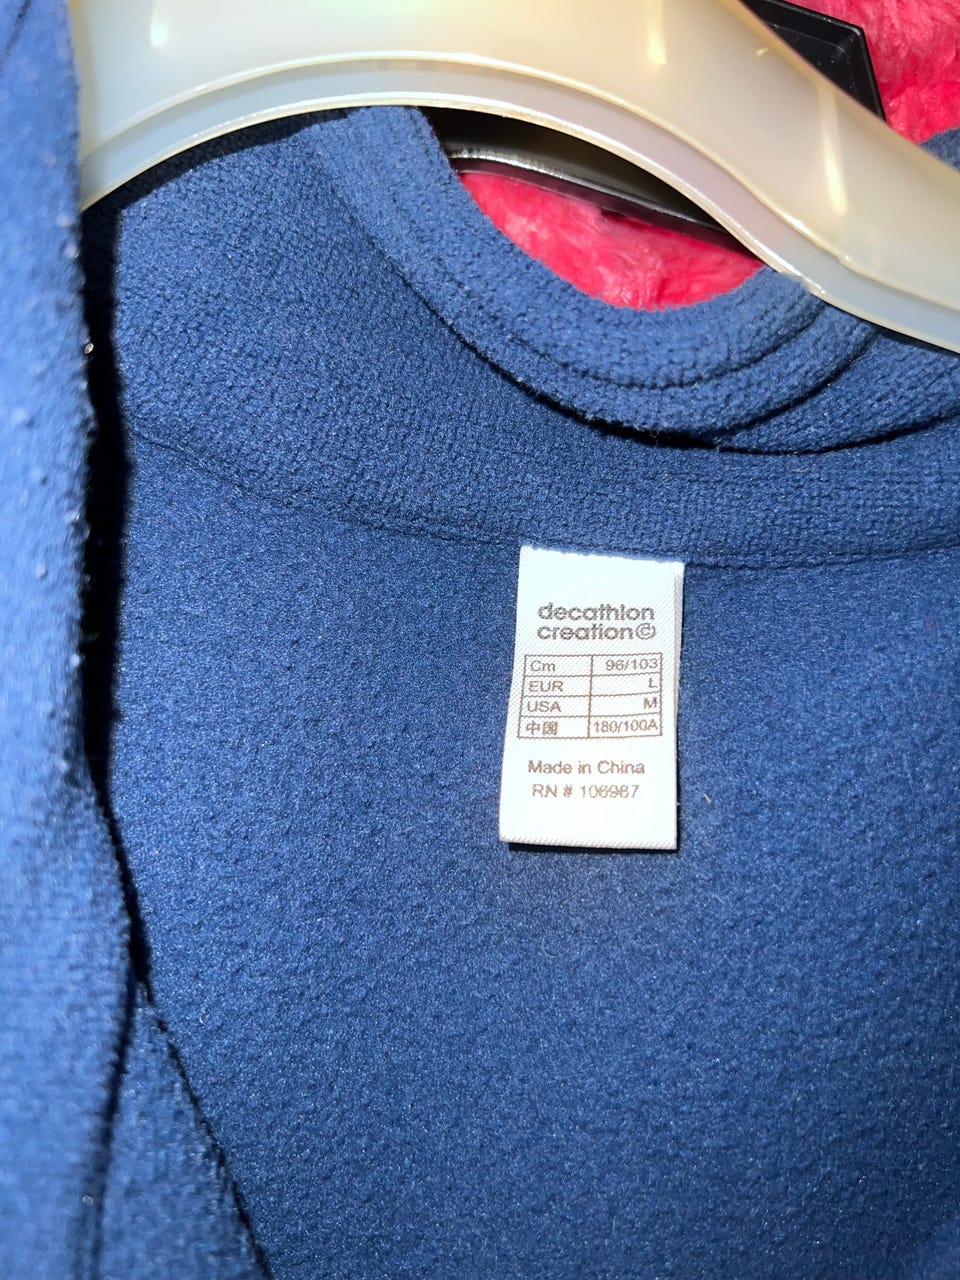 decathlon
creation©
Cm 96/103
EUR L
USA M
中国 180/100A
Made in China
RN # 106987